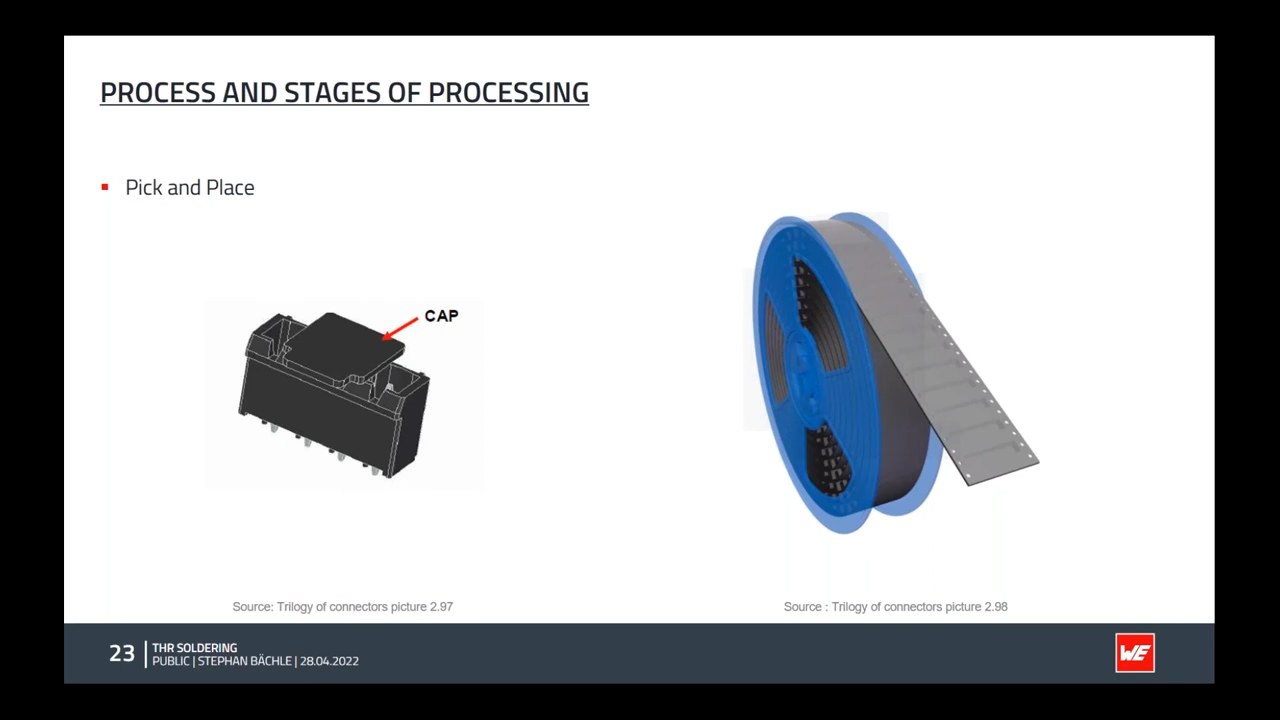 PROCESS AND STAGES OF PROCESSING
Pick and Place
CAP
Source: Trilogy of connectors picture 2.97
Source : Trilogy of connectors picture 2.98
23
THR SOLDERING
PUBLIC | STEPHAN BÄCHLE | 28.04.2022
WE